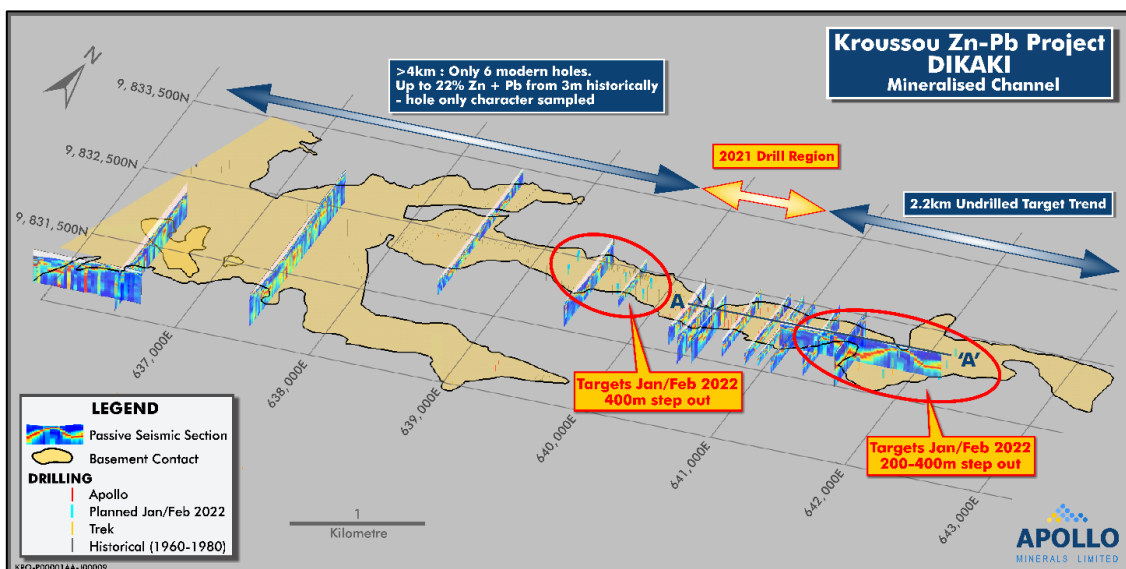 Kroussou Zn-Pb Project
DIKAKI
Mineralised Channel
N
>4km : Only 6 modern holes.
Up to 22% Zn + Pb from 3m historically
- hole only character sampled
9,833,500N
9,832,500N
9,831,500N
2021 Drill Region
2.2km Undrilled Target Trend
A
'A'
Targets Jan/Feb 2022
400m step out
Targets Jan/Feb 2022
200-400m step out
637,000E
638,000E
639,000E
640,000E
641,000E
642,000E
643,000E
LEGEND
Passive Seismic Section
Basement Contact
DRILLING
Apollo
Planned Jan/Feb 2022
Trek
Historical (1960-1980)
1
Kilometre
APOLLO
MINERALS LIMITED